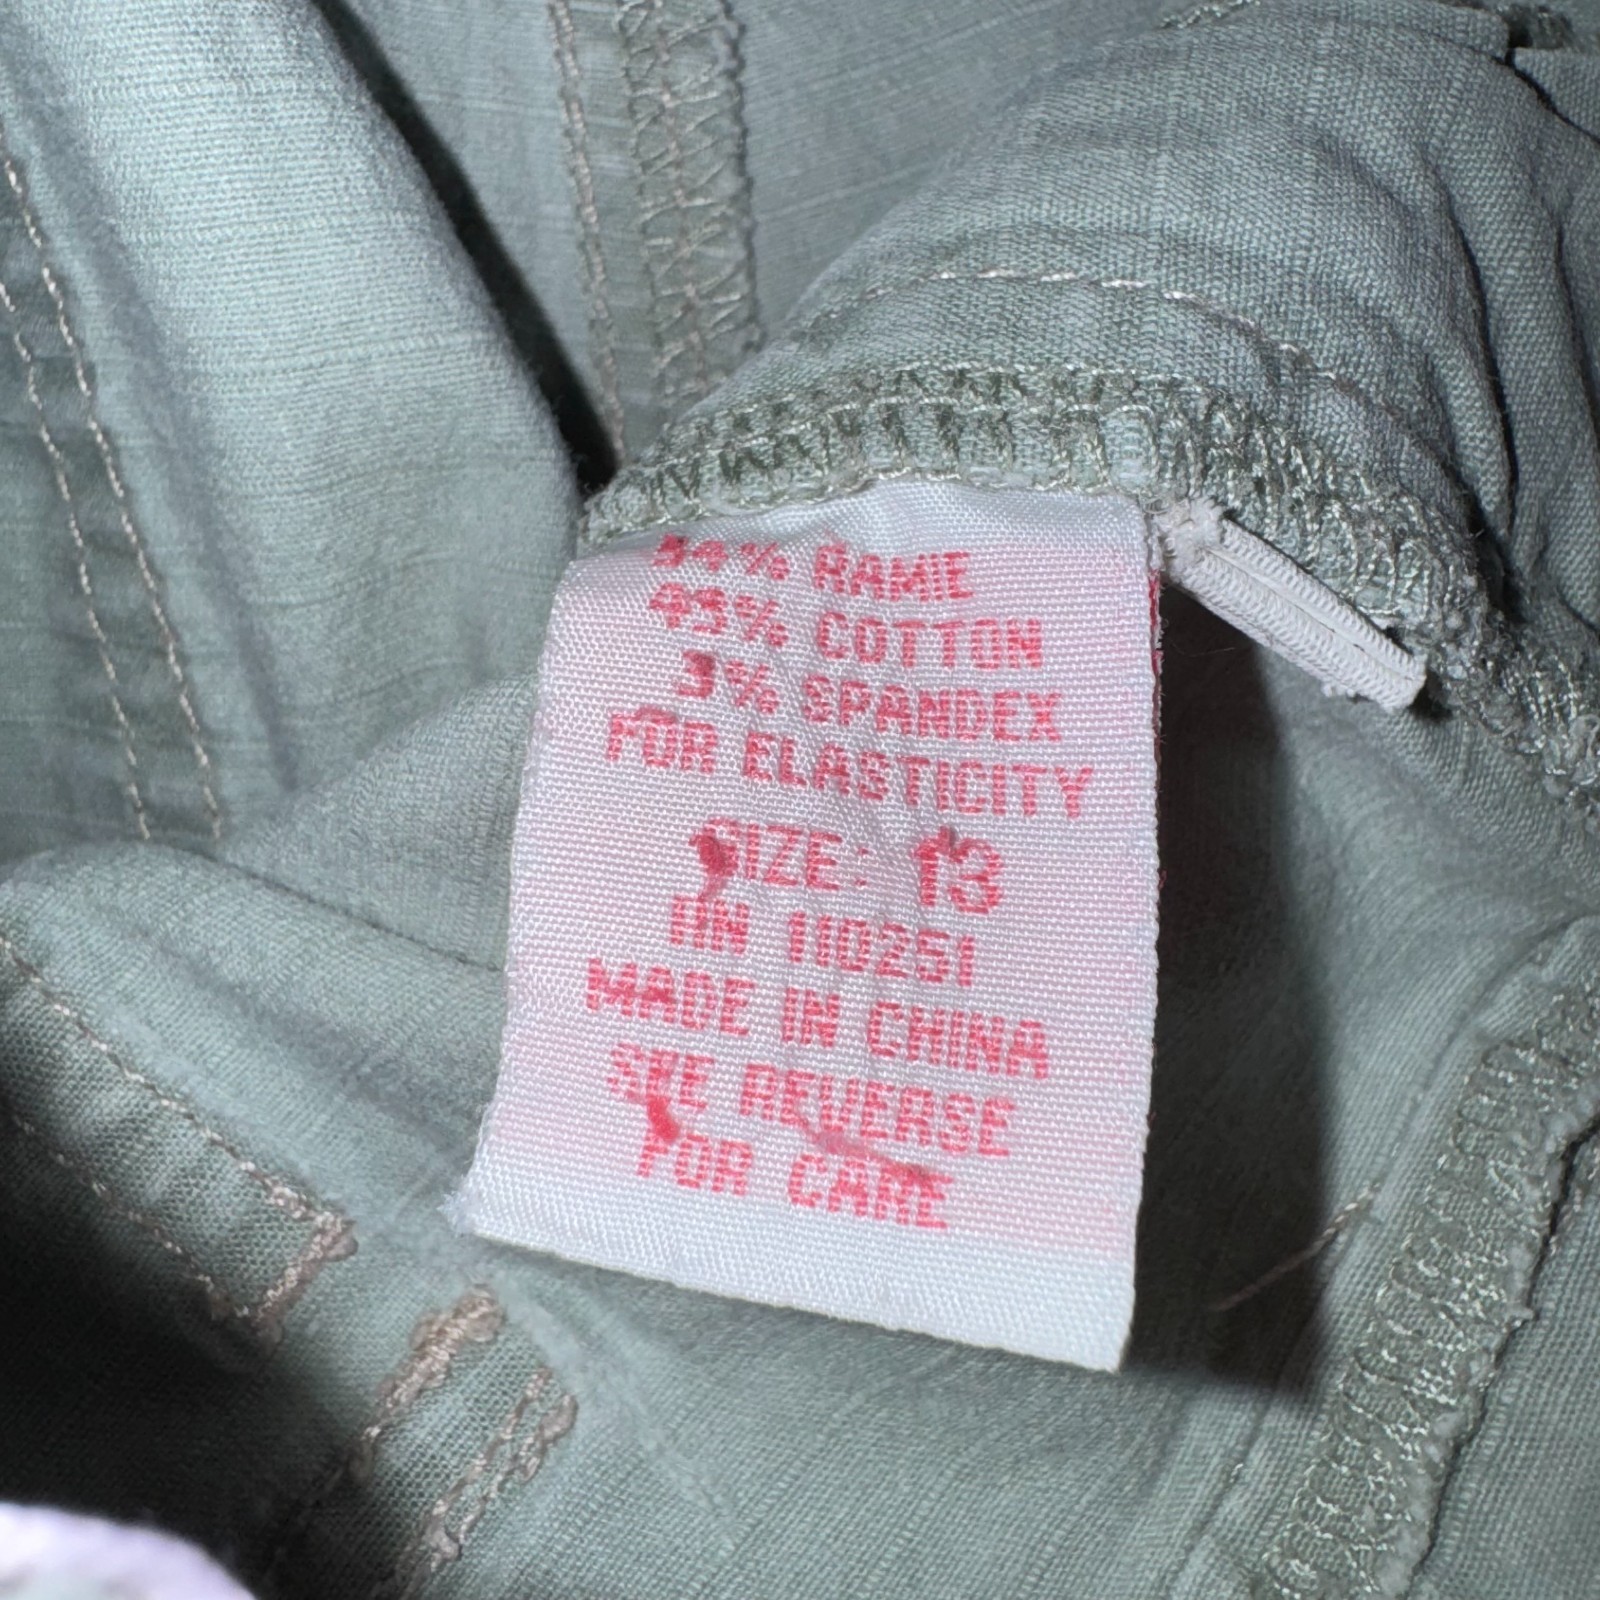 54% RAMIE
43% COTTON
3% SPANDEX
FOR ELASTICITY
SIZE: 13
RN 110251
MADE IN CHINA
SEE REVERSE
FOR CARE